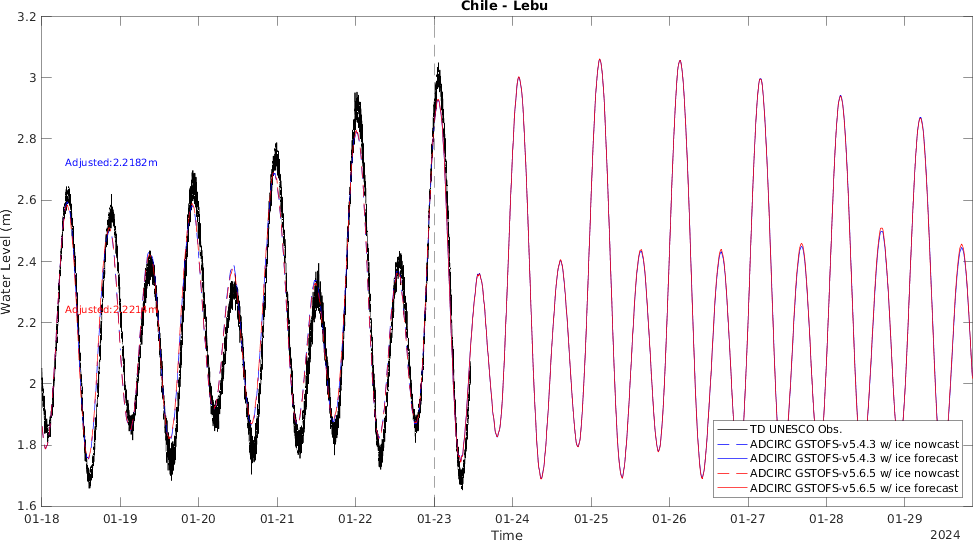 Chile - Lebu
3.2
3
2.8
2.6
2.4
2.2
2
1.8
1.6
Water Level (m)
Adjusted:2.2182m
TD UNESCO Obs.
ADCIRC GSTOFS-v5.4.3 w/ ice nowcast
ADCIRC GSTOFS-v5.4.3 w/ ice forecast
ADCIRC GSTOFS-v5.6.5 w/ ice nowcast
ADCIRC GSTOFS-v5.6.5 w/ ice forecast
01-18 01-19 01-20 01-21 01-22 01-23 01-24 01-25 01-26 01-27 01-28 01-29
Time
2024